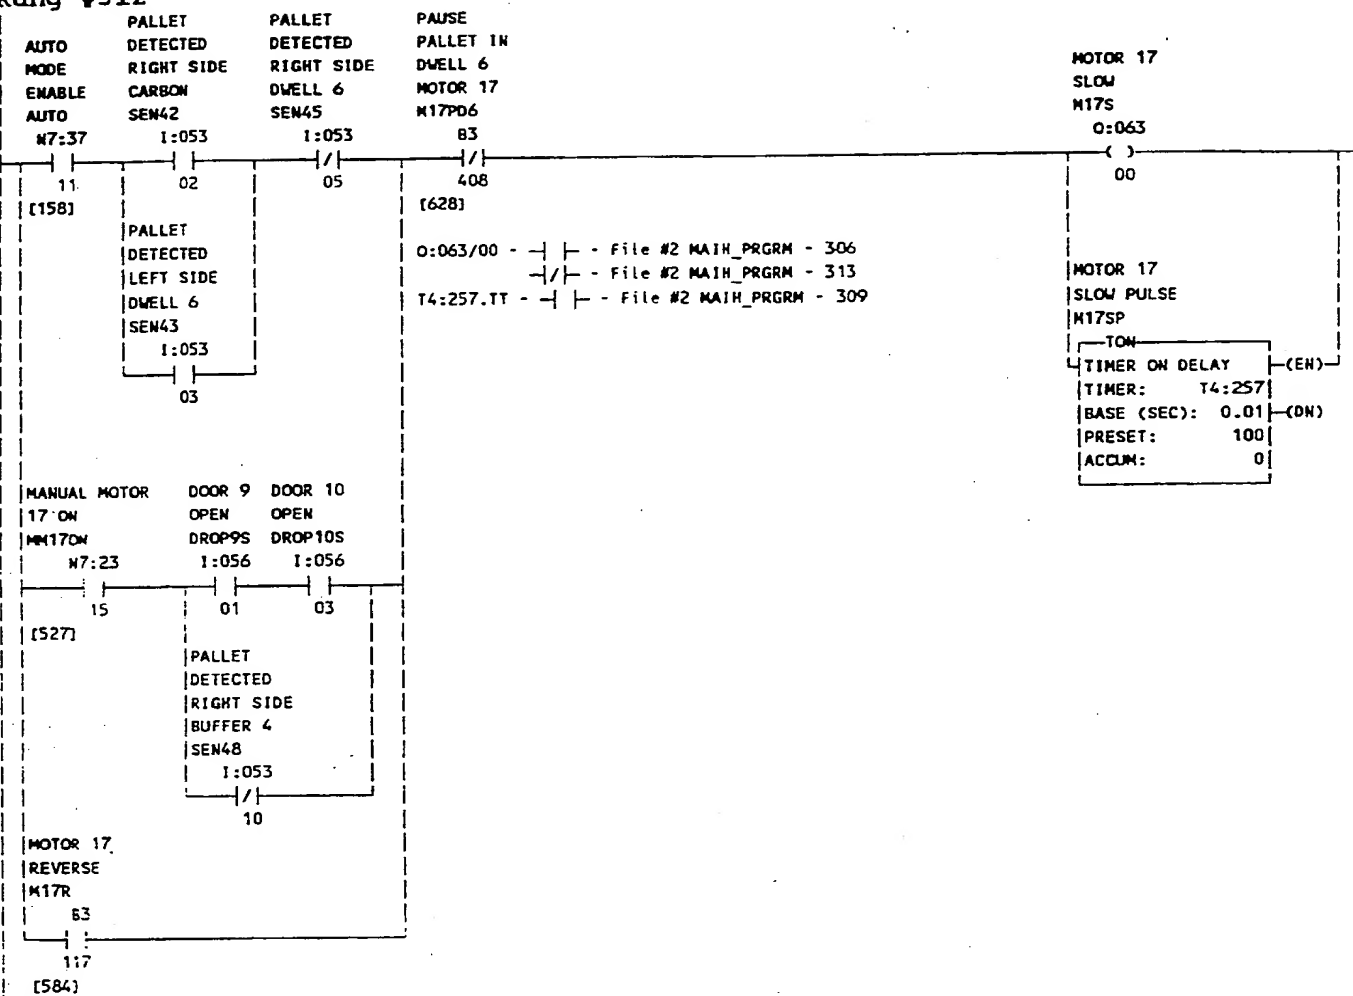 PALLET PALLET PAUSE
AUTO DETECTED DETECTED PALLET IN
MODE RIGHT SIDE RIGHT SIDE DWELL 6
ENABLE CARBON DWELL 6 MOTOR 17
AUTO SEN42 SEN45 M17PD6
N7:37 I:053 I:053 B3
11 02 05 408
[158] [628]
MOTOR 17
SLOW
M17S
O:063
( )
00
PALLET
DETECTED
LEFT SIDE
DWELL 6
SEN43
I:053
03
O:063/00 - ┤ ├ - File #2 MAIN_PRGRM - 306
┤/├ - File #2 MAIN_PRGRM - 313
T4:257.TT - ┤ ├ - File #2 MAIN_PRGRM - 309
MOTOR 17
SLOW PULSE
M17SP
TON
TIMER ON DELAY (EN)
TIMER: T4:257
BASE (SEC): 0.01 (DN)
PRESET: 100
ACCUM: 0
MANUAL MOTOR DOOR 9 DOOR 10
17 ON OPEN OPEN
MM17ON DROP9S DROP10S
N7:23 I:056 I:056
15 01 03
[527]
PALLET
DETECTED
RIGHT SIDE
BUFFER 4
SEN48
I:053
10
MOTOR 17
REVERSE
M17R
B3
117
[584]